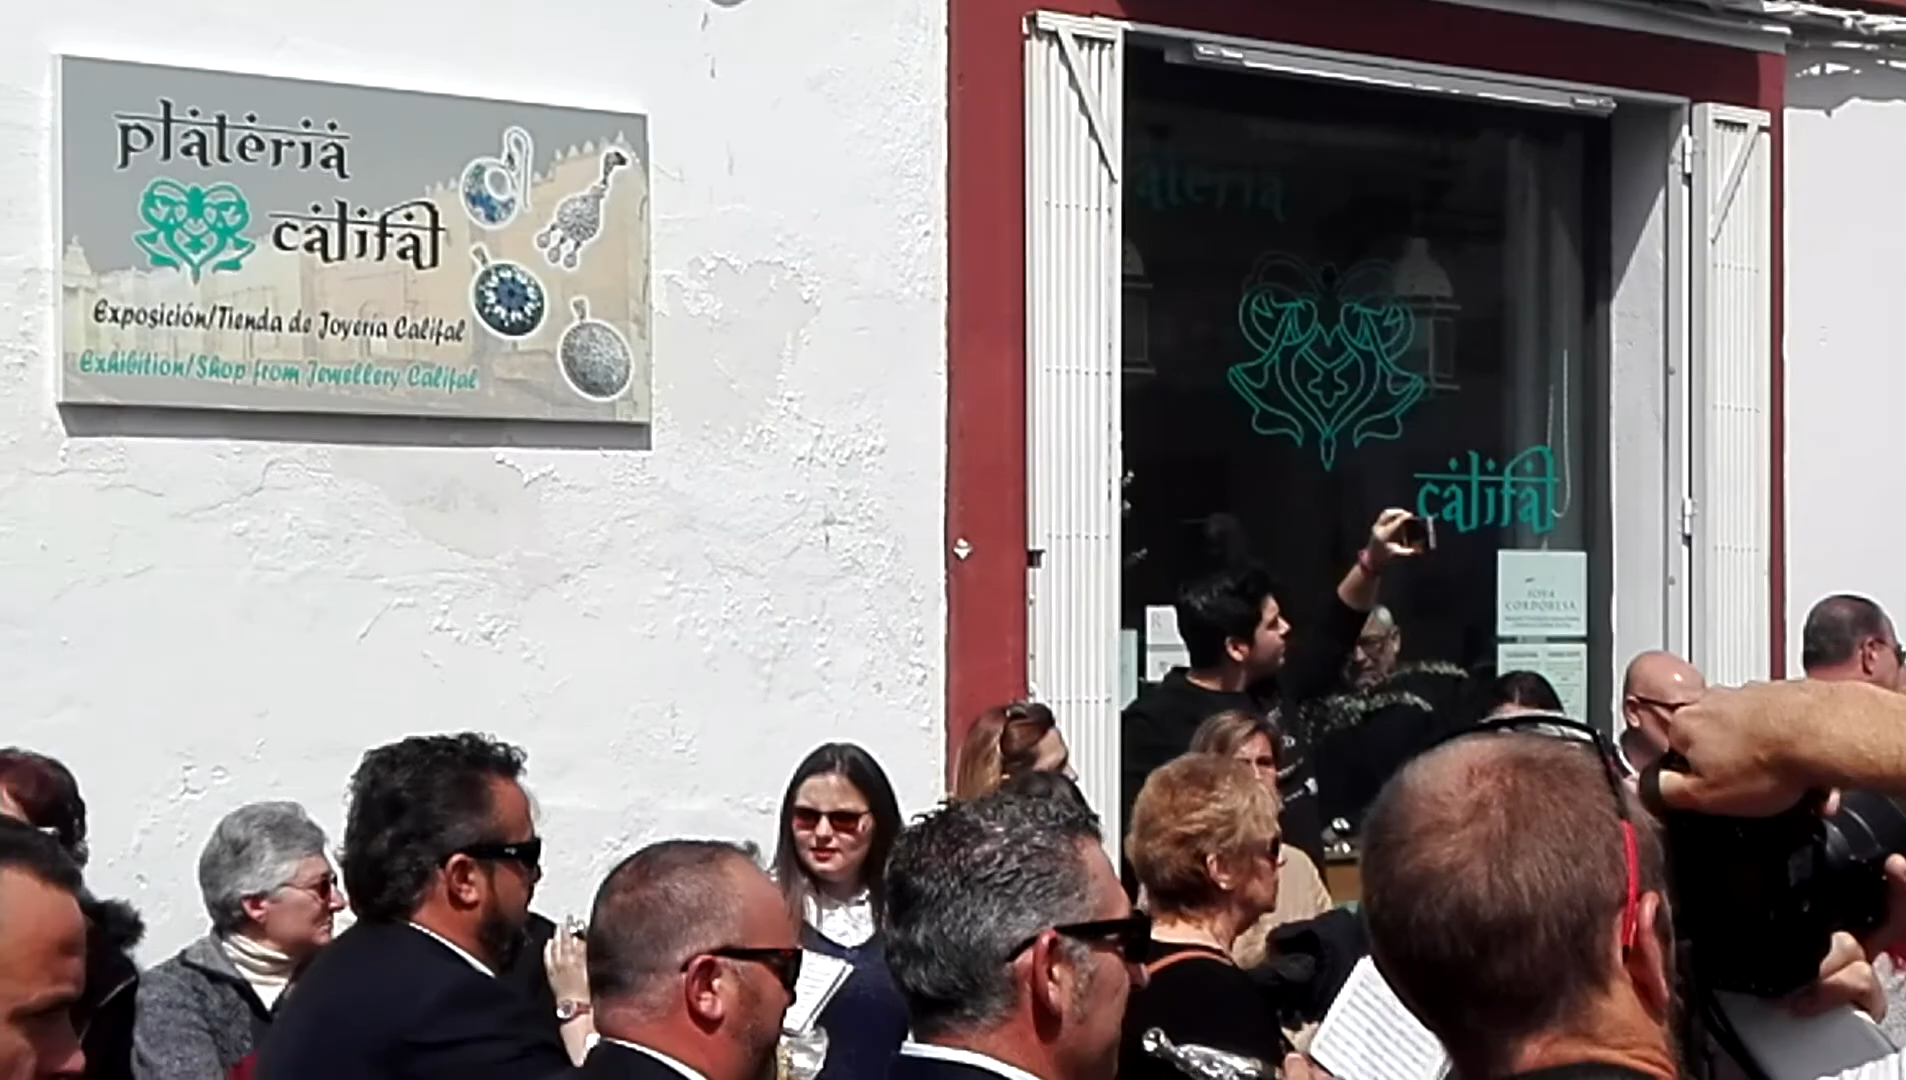 platería
califal
Exposición/Tienda de Joyería Califal
Exhibition/Shop from Jewellery Califal
platería
califal
JOYA
CORDOBESA